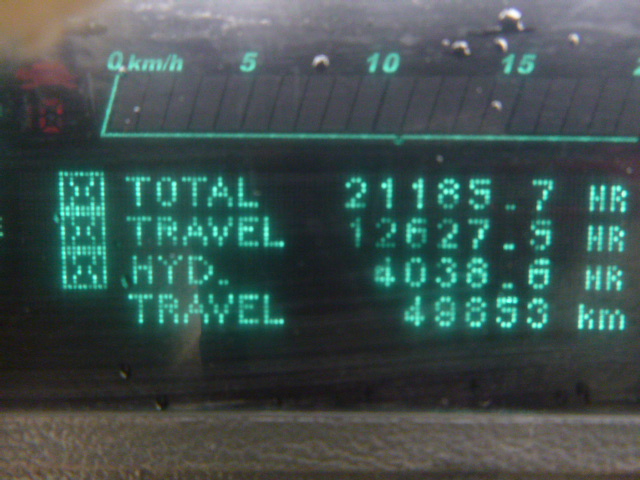 0 km/h 5 10 15
TOTAL 21185.7 HR
TRAVEL 12627.5 HR
HYD. 4038.6 HR
TRAVEL 49853 km